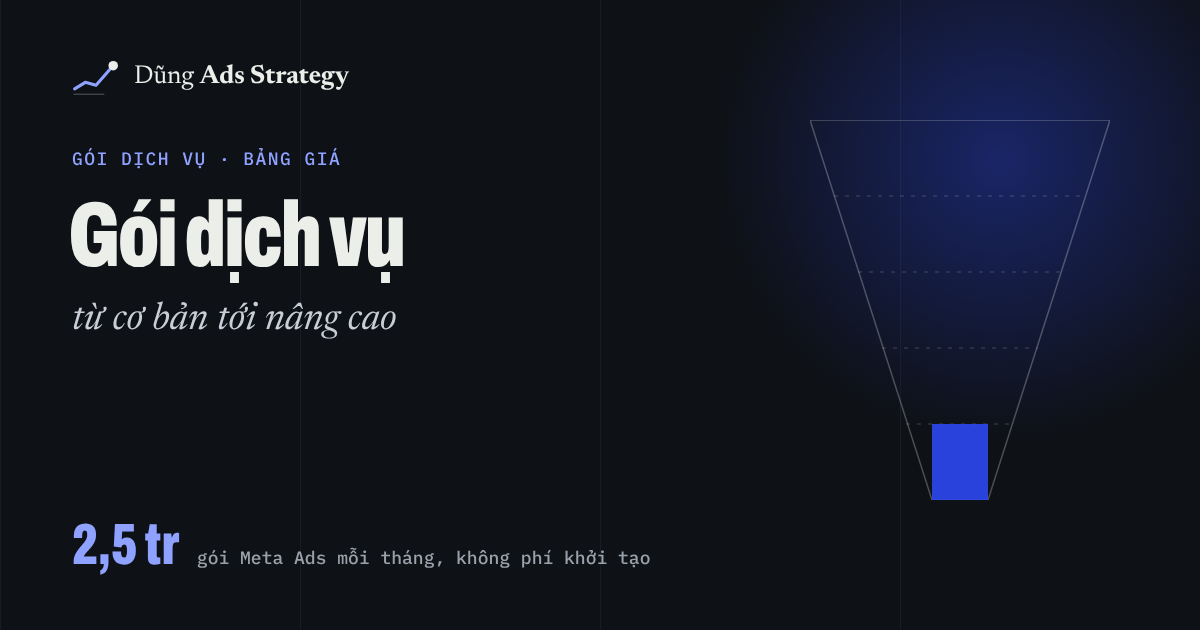 Dũng Ads Strategy
GÓI DỊCH VỤ · BẢNG GIÁ
Gói dịch vụ
từ cơ bản tới nâng cao
2,5 tr gói Meta Ads mỗi tháng, không phí khởi tạo